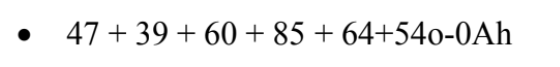 • 47 + 39 + 60 + 85 + 64+54o-0Ah